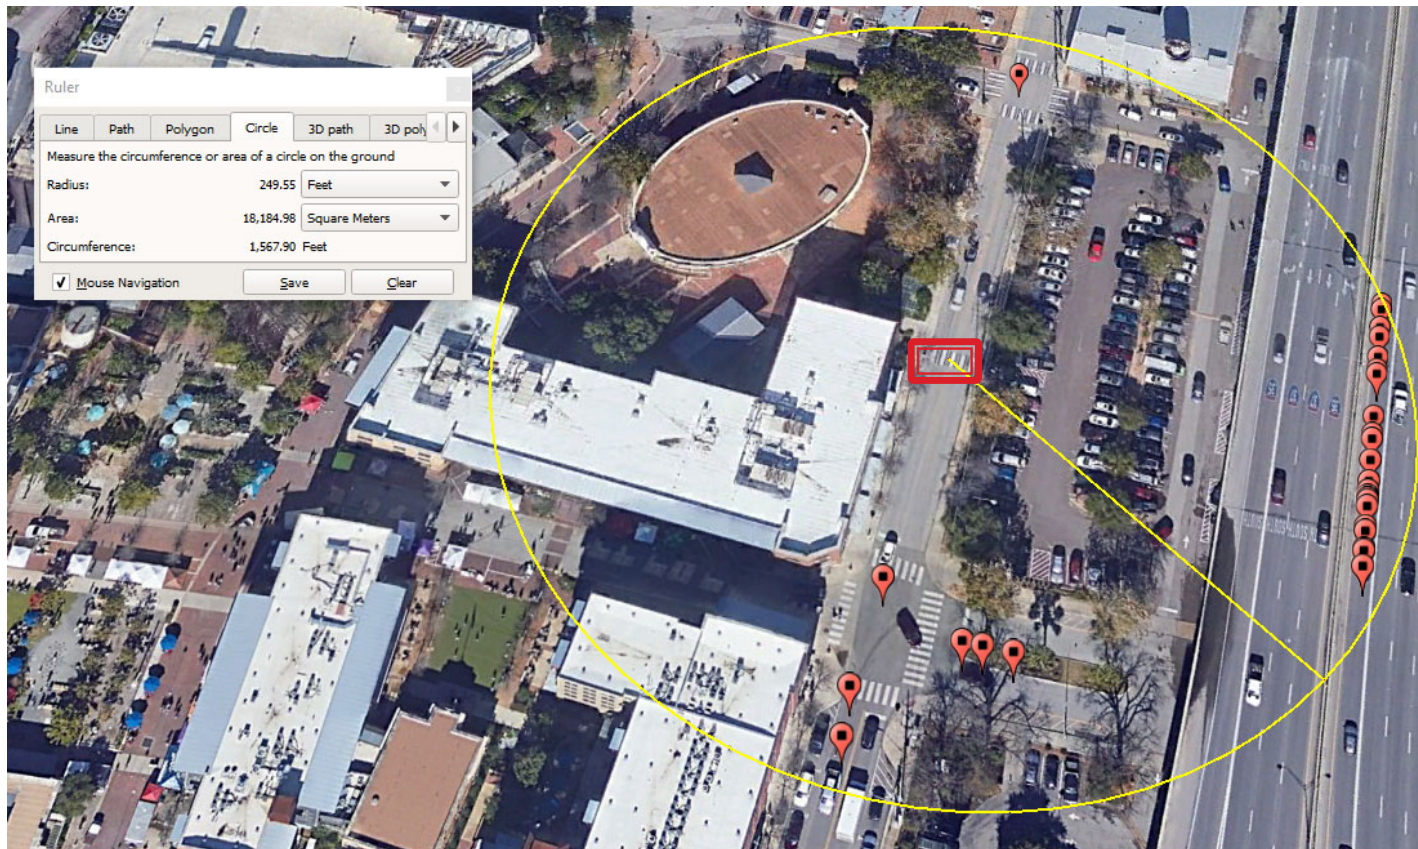 Ruler
Line Path Polygon Circle 3D path 3D poly
Measure the circumference or area of a circle on the ground
Radius: 249.55 Feet
Area: 18,184.98 Square Meters
Circumference: 1,567.90 Feet
Mouse Navigation Save Clear